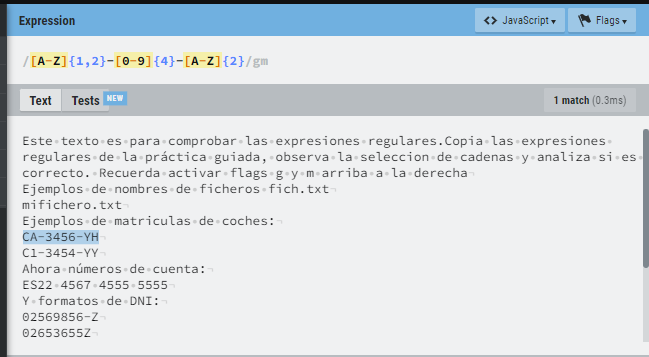 Expression
<> JavaScript ▾
Flags ▾
/[A-Z]{1,2}-[0-9]{4}-[A-Z]{2}/gm
Text
Tests NEW
1 match (0.3ms)
Este texto es para comprobar las expresiones regulares.Copia las expresiones
regulares de la práctica guiada, observa la seleccion de cadenas y analiza si es
correcto. Recuerda activar flags g y m arriba a la derecha
Ejemplos de nombres de ficheros fich.txt
mifichero.txt
Ejemplos de matriculas de coches:
CA-3456-YH
C1-3454-YY
Ahora números de cuenta:
ES22 4567 4555 5555
Y formatos de DNI:
02569856-Z
02653655Z